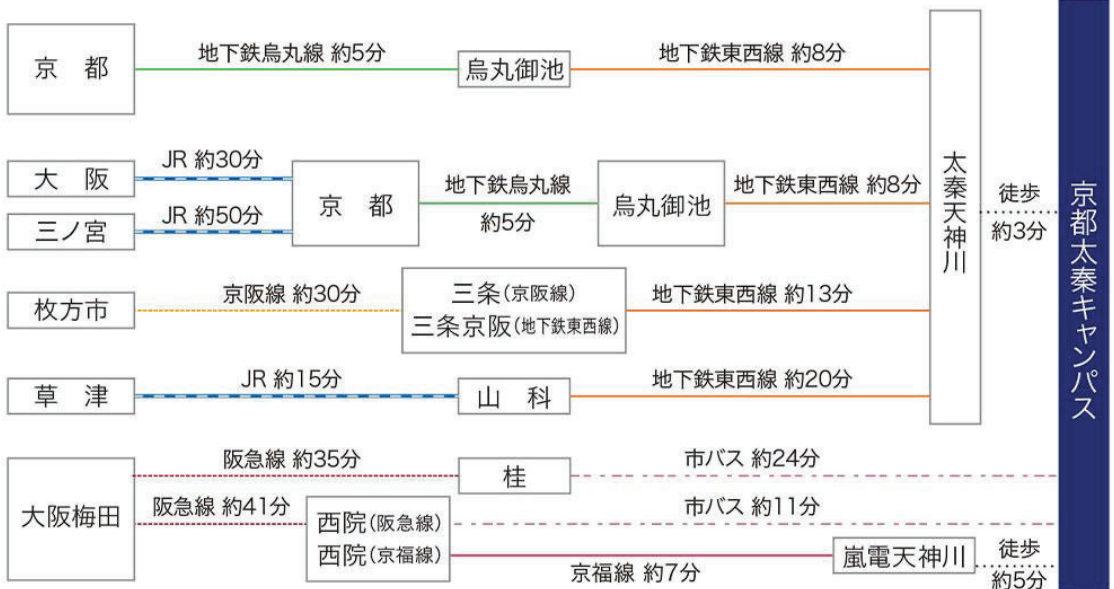 京 都
地下鉄烏丸線 約5分
烏丸御池
地下鉄東西線 約8分
大 阪
JR 約30分
三ノ宮
JR 約50分
京 都
地下鉄烏丸線
約5分
烏丸御池
地下鉄東西線 約8分
枚方市
京阪線 約30分
三条(京阪線)
三条京阪(地下鉄東西線)
地下鉄東西線 約13分
草 津
JR 約15分
山 科
地下鉄東西線 約20分
太秦天神川
徒歩
約3分
大阪梅田
阪急線 約35分
桂
市バス 約24分
阪急線 約41分
西院(阪急線)
西院(京福線)
市バス 約11分
京福線 約7分
嵐電天神川
徒歩
約5分
京都太秦キャンパス